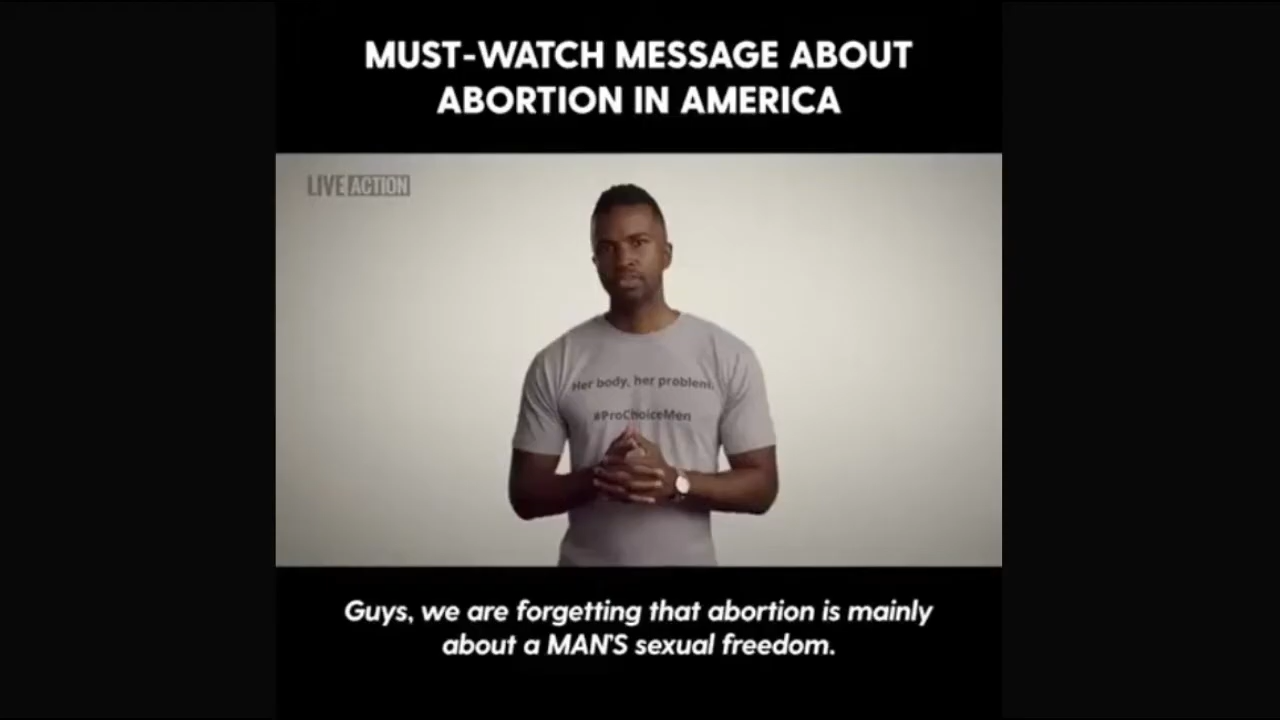 MUST-WATCH MESSAGE ABOUT
ABORTION IN AMERICA
LIVE ACTION
Her body, her problem.
#ProChoiceMen
Guys, we are forgetting that abortion is mainly
about a MAN'S sexual freedom.